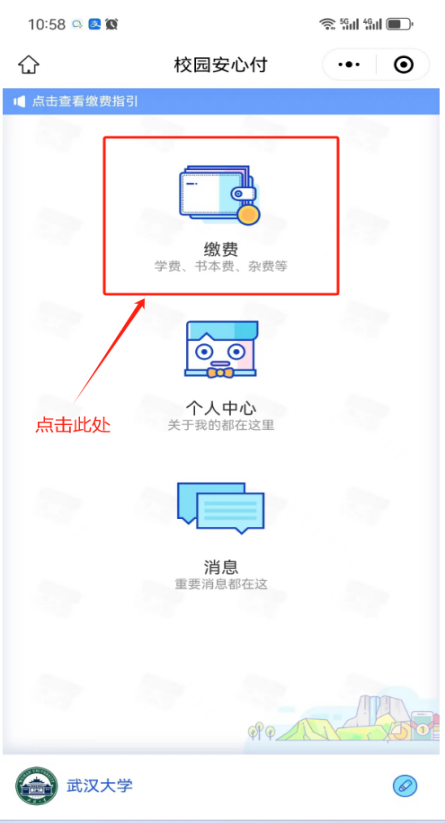 10:58
5G 4G
校园安心付
点击查看缴费指引
缴费
学费、书本费、杂费等
个人中心
关于我的都在这里
点击此处
消息
重要消息都在这
武汉大学